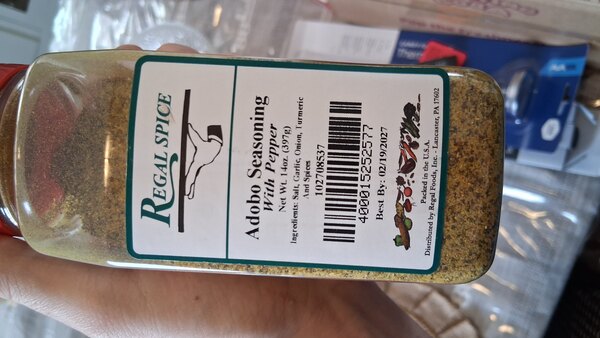 REGAL SPICE
Adobo Seasoning
With Pepper
Net Wt. 14oz. (397g)
Ingredients: Salt, Garlic, Onion, Turmeric
And Spices
102708537
400015252577
Best By: 02/19/2027
Packed in the U.S.A.
Distributed by Regal Foods, Inc. - Lancaster, PA 17602